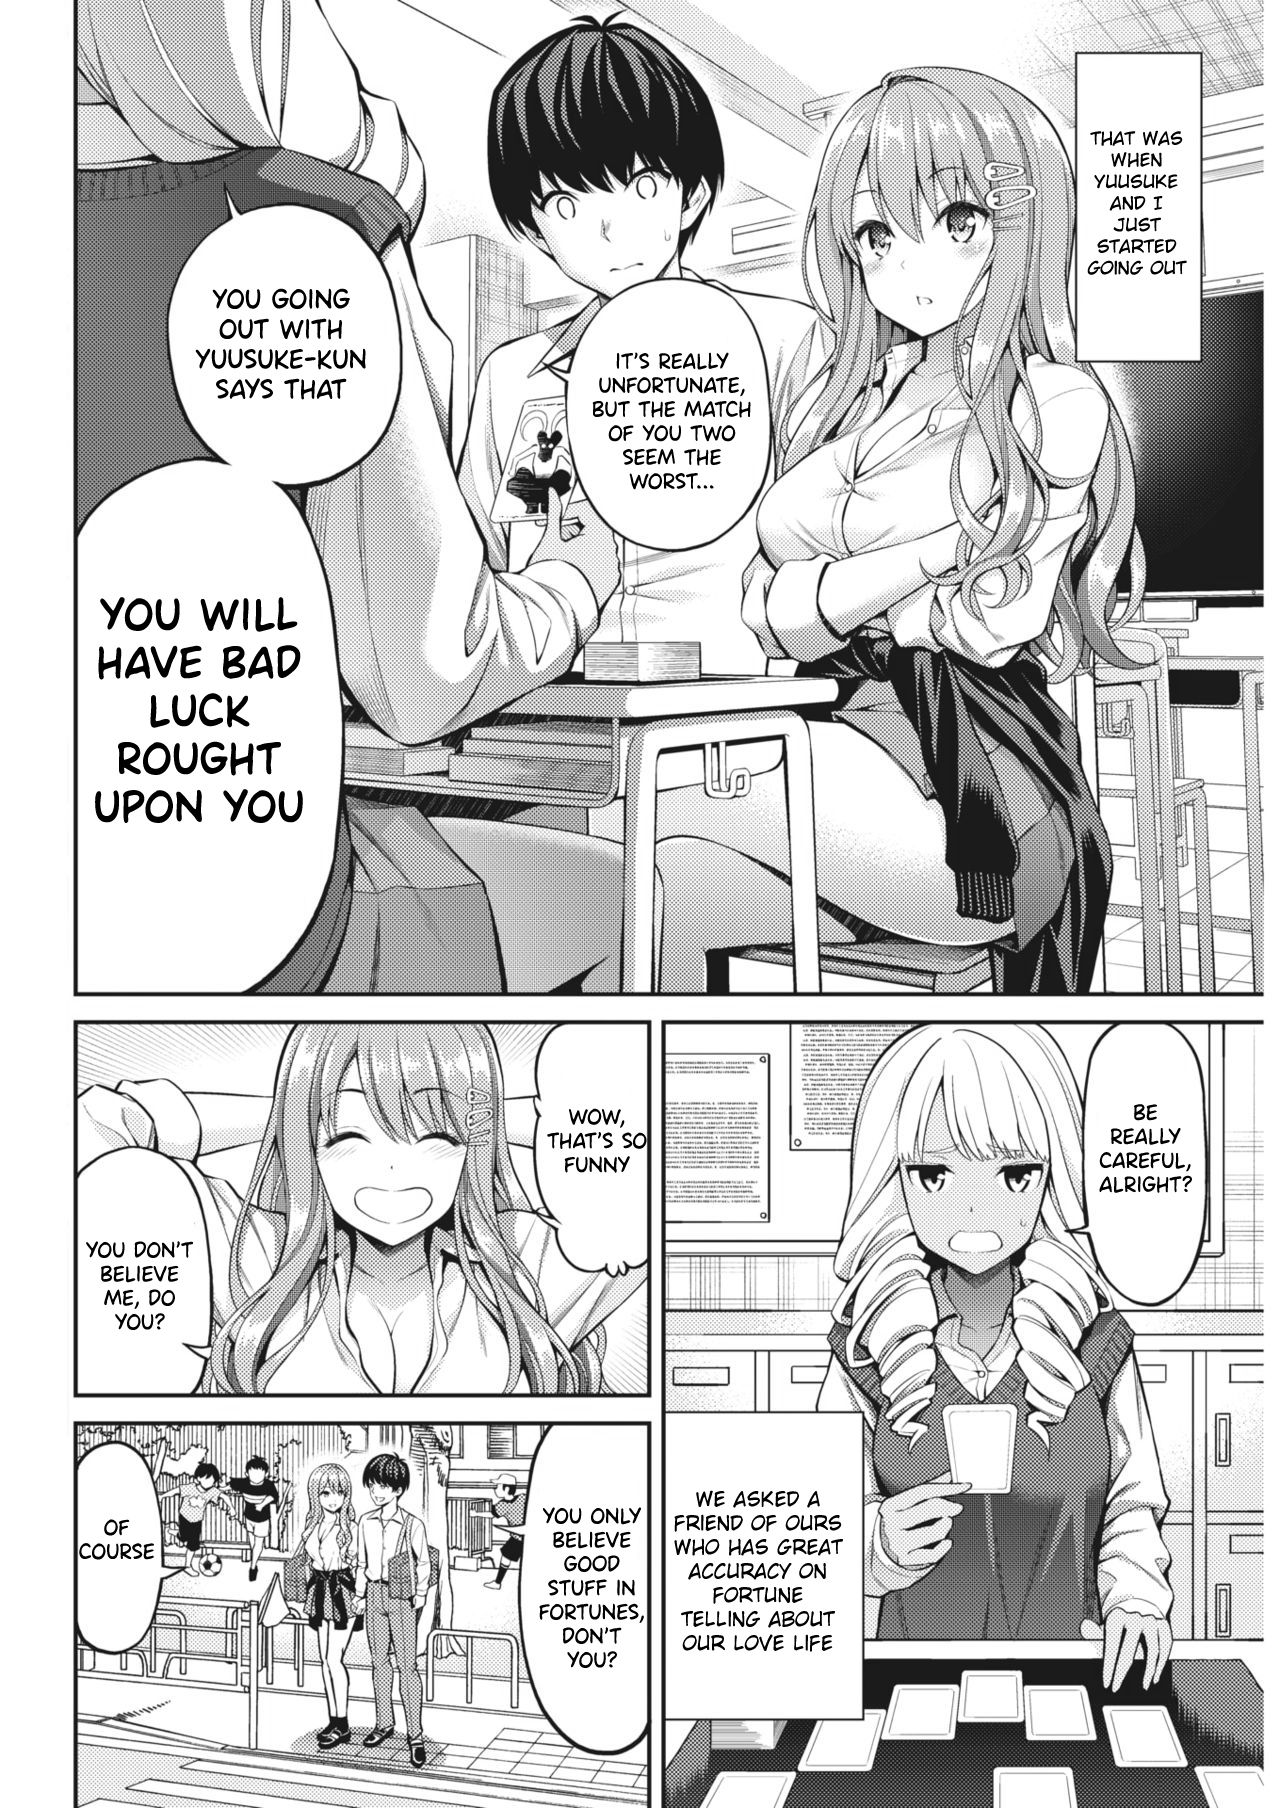 THAT WAS
WHEN
YUUSUKE
AND I
JUST
STARTED
GOING OUT
IT'S REALLY
UNFORTUNATE,
BUT THE MATCH
OF YOU TWO
SEEM THE
WORST...
YOU GOING
OUT WITH
YUUSUKE-KUN
SAYS THAT
YOU WILL
HAVE BAD
LUCK
ROUGHT
UPON YOU
BE
REALLY
CAREFUL,
ALRIGHT?
WE ASKED A
FRIEND OF OURS
WHO HAS GREAT
ACCURACY ON
FORTUNE
TELLING ABOUT
OUR LOVE LIFE
WOW,
THAT'S SO
FUNNY
YOU DON'T
BELIEVE
ME, DO
YOU?
YOU ONLY
BELIEVE
GOOD
STUFF IN
FORTUNES,
DON'T
YOU?
OF
COURSE